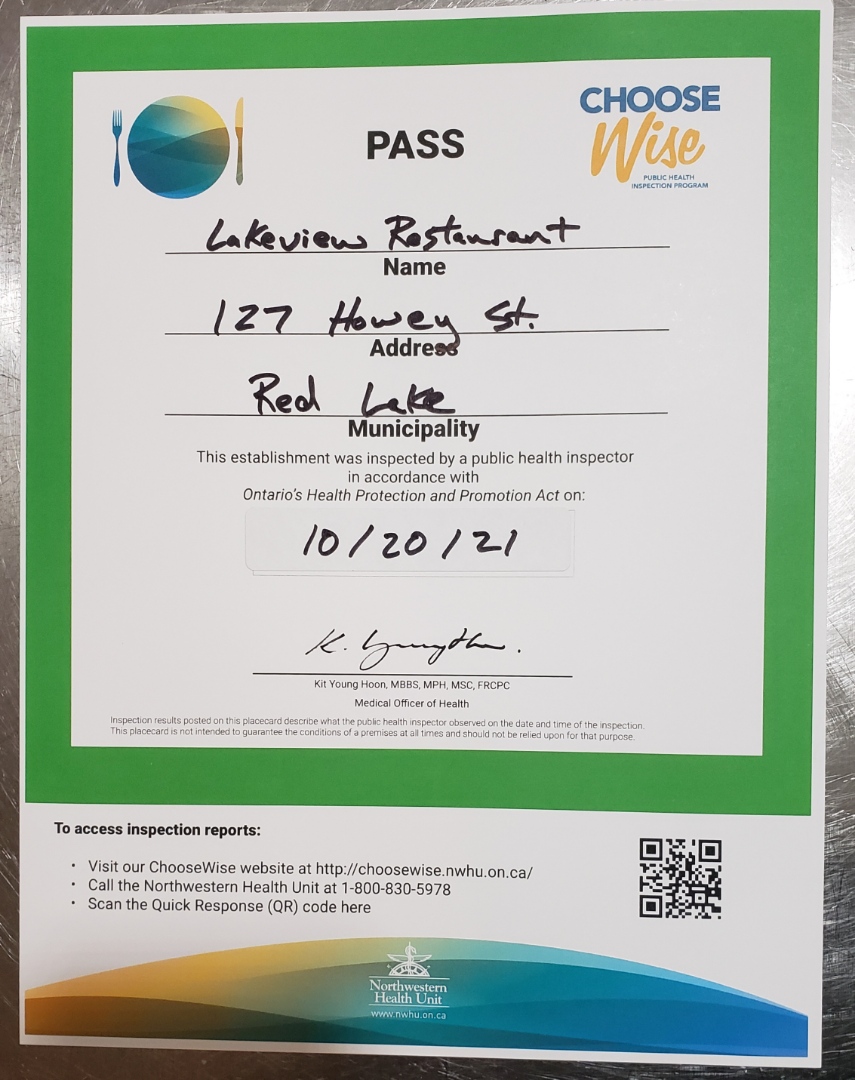 PASS
CHOOSE
Wise
PUBLIC HEALTH
INSPECTION PROGRAM
Lakeview Restaurant
Name
127 Howey St.
Address
Red Lake
Municipality
This establishment was inspected by a public health inspector
in accordance with
Ontario's Health Protection and Promotion Act on:
10/20/21
Kit Young Hoon, MBBS, MPH, MSC, FRCPC
Medical Officer of Health
Inspection results posted on this placecard describe what the public health inspector observed on the date and time of the inspection.
This placecard is not intended to guarantee the conditions of a premises at all times and should not be relied upon for that purpose.
To access inspection reports:
• Visit our ChooseWise website at http://choosewise.nwhu.on.ca/
• Call the Northwestern Health Unit at 1-800-830-5978
• Scan the Quick Response (QR) code here
Northwestern
Health Unit
www.nwhu.on.ca